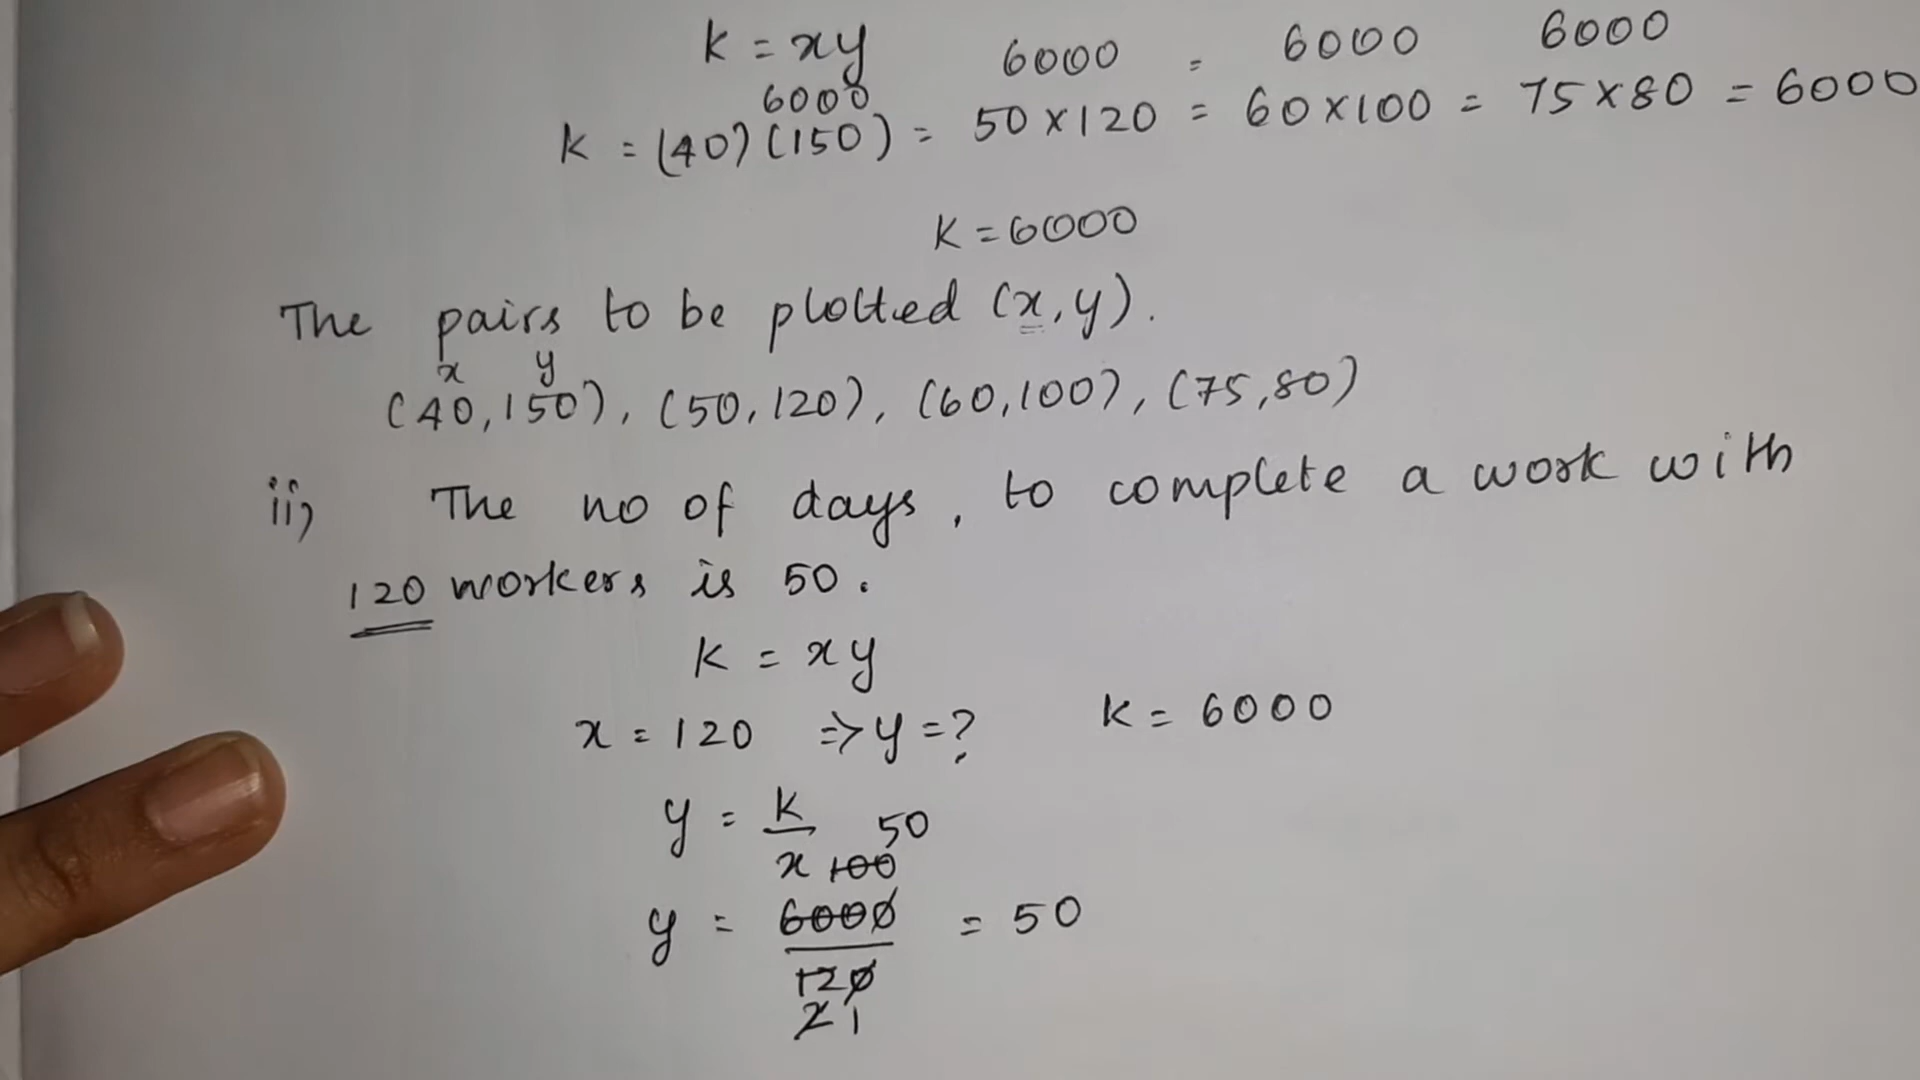 k = xy
6000 6000 = 6000 6000
k = (40)(150) = 50 x 120 = 60 x 100 = 75 x 80 = 6000
K = 6000
The pairs to be plotted (x, y).
x y
(40, 150), (50, 120), (60, 100), (75, 80)
ii) The no of days, to complete a work with
120 workers is 50.
K = xy
x = 120 => y = ? K = 6000
y = K/x 50
100
y = 6000/120 = 50
2 1